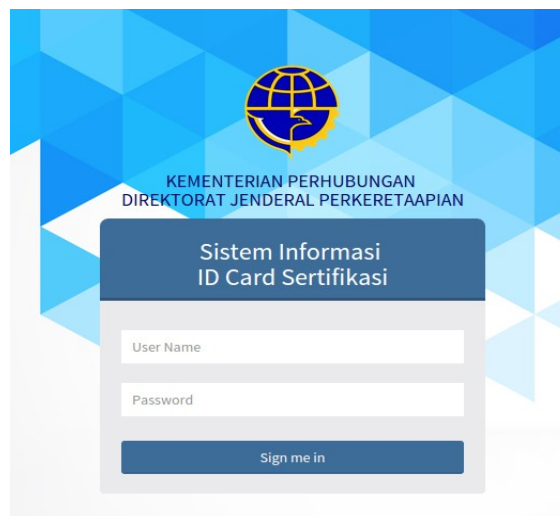 KEMENTERIAN PERHUBUNGAN
DIREKTORAT JENDERAL PERKERETAAPIAN
Sistem Informasi
ID Card Sertifikasi
User Name
Password
Sign me in